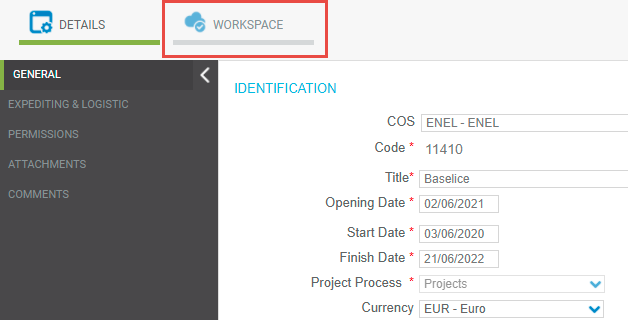 DETAILS WORKSPACE
GENERAL
EXPEDITING & LOGISTIC
PERMISSIONS
ATTACHMENTS
COMMENTS
IDENTIFICATION
COS ENEL - ENEL
Code * 11410
Title* Baselice
Opening Date * 02/06/2021
Start Date * 03/06/2020
Finish Date * 21/06/2022
Project Process * Projects
Currency EUR - Euro